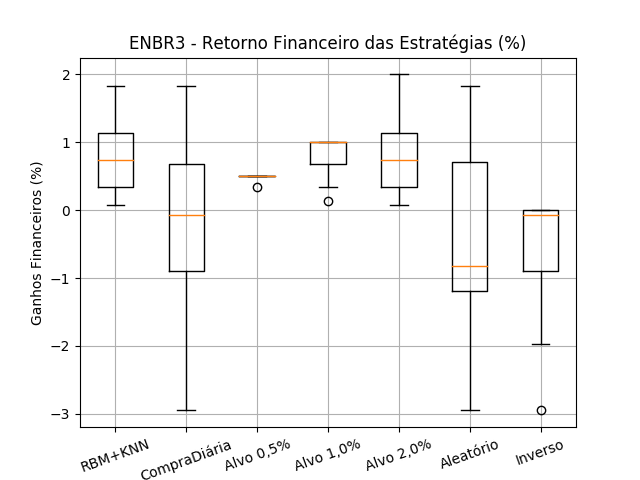 ENBR3 - Retorno Financeiro das Estratégias (%)
Ganhos Financeiros (%)
2
1
0
−1
−2
−3
RBM+KNN
CompraDiária
Alvo 0,5%
Alvo 1,0%
Alvo 2,0%
Aleatório
Inverso